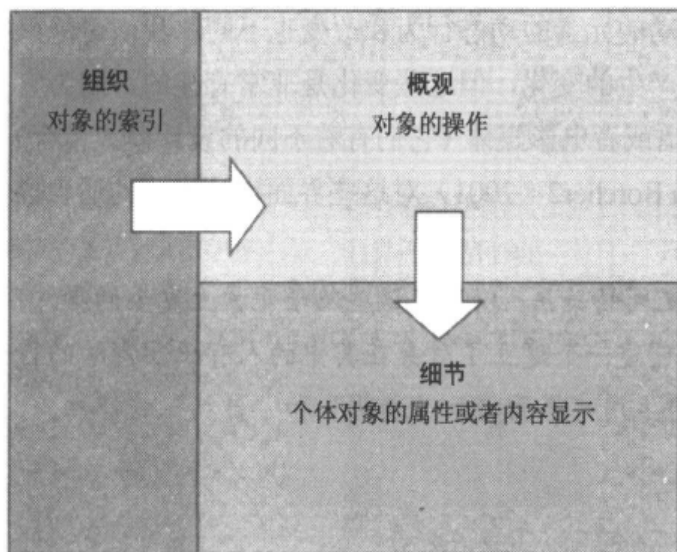 组织
对象的索引
概观
对象的操作
细节
个体对象的属性或者内容显示